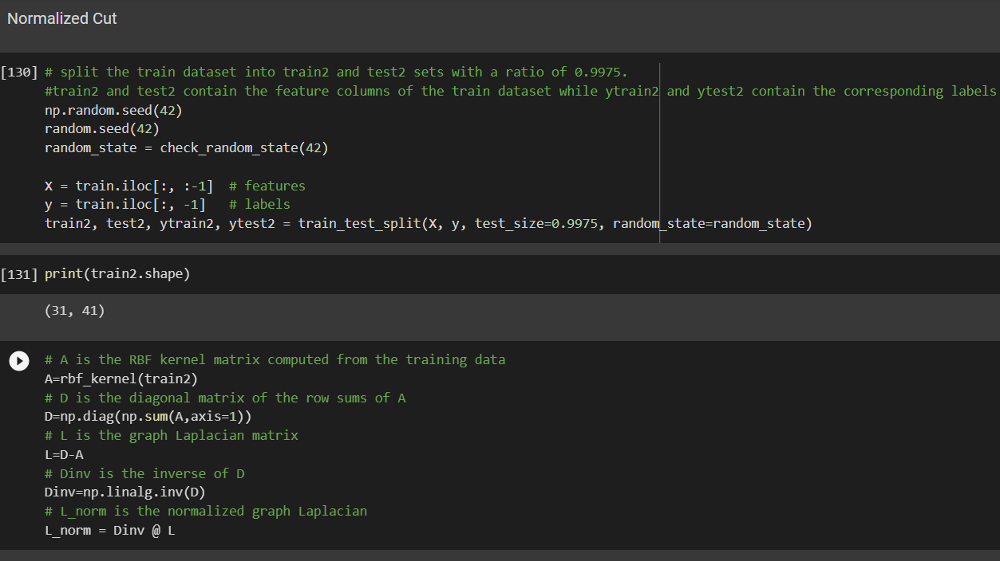 Normalized Cut
[130] # split the train dataset into train2 and test2 sets with a ratio of 0.9975.
#train2 and test2 contain the feature columns of the train dataset while ytrain2 and ytest2 contain the corresponding labels
np.random.seed(42)
random.seed(42)
random_state = check_random_state(42)
X = train.iloc[:, :-1]  # features
y = train.iloc[:, -1]   # labels
train2, test2, ytrain2, ytest2 = train_test_split(X, y, test_size=0.9975, random_state=random_state)
[131] print(train2.shape)
(31, 41)
# A is the RBF kernel matrix computed from the training data
A=rbf_kernel(train2)
# D is the diagonal matrix of the row sums of A
D=np.diag(np.sum(A,axis=1))
# L is the graph Laplacian matrix
L=D-A
# Dinv is the inverse of D
Dinv=np.linalg.inv(D)
# L_norm is the normalized graph Laplacian
L_norm = Dinv @ L